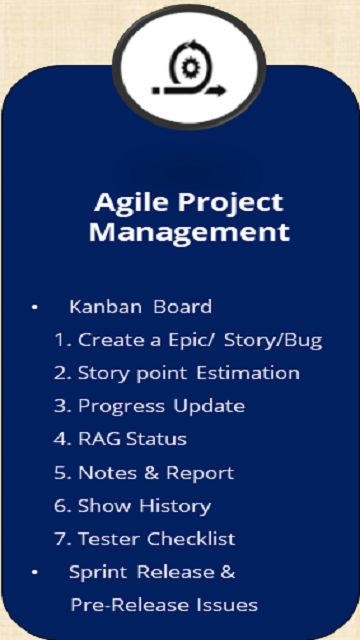 Agile Project
Management
• Kanban Board
1. Create a Epic/ Story/Bug
2. Story point Estimation
3. Progress Update
4. RAG Status
5. Notes & Report
6. Show History
7. Tester Checklist
• Sprint Release &
Pre-Release Issues